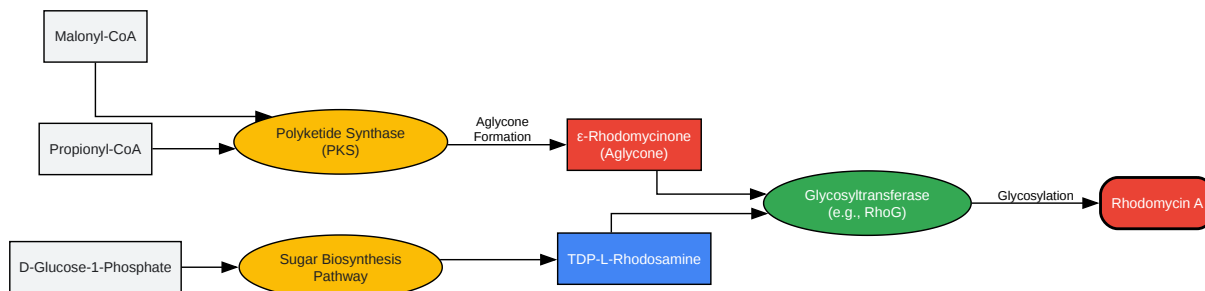 Malonyl-CoA
Propionyl-CoA
Polyketide Synthase
(PKS)
Aglycone
Formation
ε-Rhodomycinone
(Aglycone)
Glycosyltransferase
(e.g., RhoG)
Glycosylation
Rhodomycin A
D-Glucose-1-Phosphate
Sugar Biosynthesis
Pathway
TDP-L-Rhodosamine